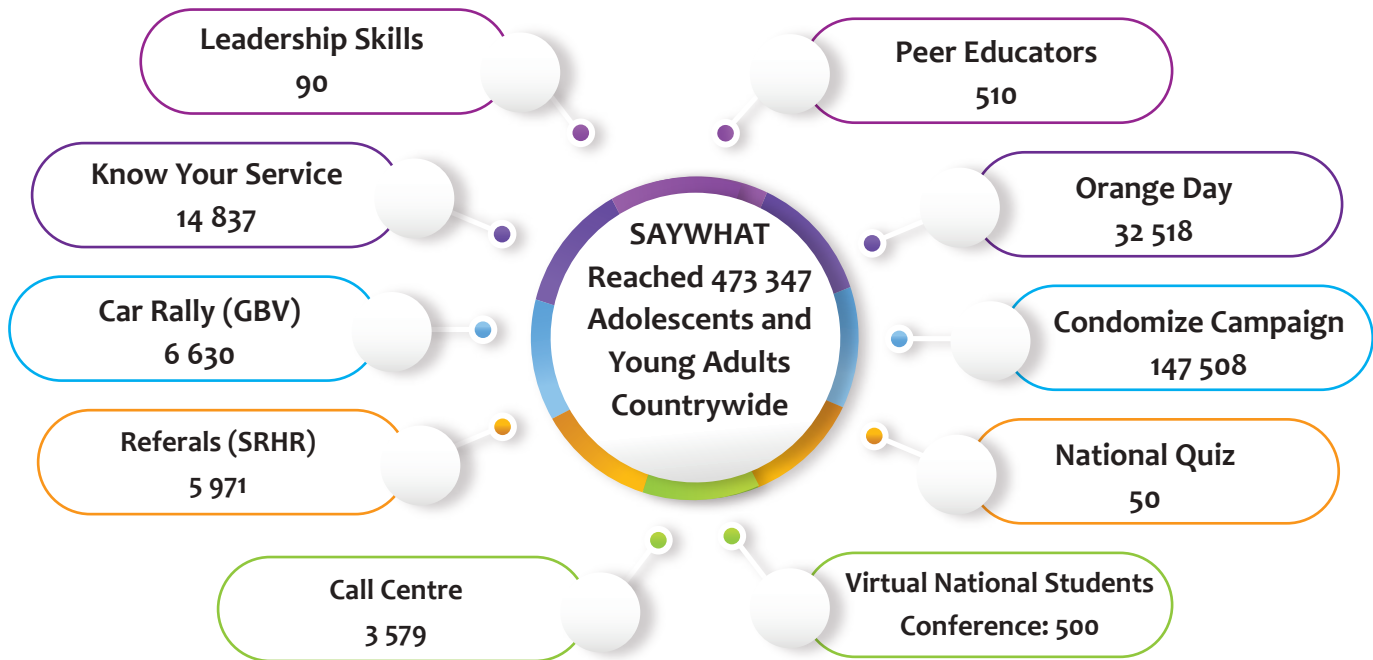 Leadership Skills
90
Peer Educators
510
Know Your Service
14 837
Orange Day
32 518
SAYWHAT
Reached 473 347
Adolescents and
Young Adults
Countrywide
Car Rally (GBV)
6 630
Condomize Campaign
147 508
Referals (SRHR)
5 971
National Quiz
50
Call Centre
3 579
Virtual National Students
Conference: 500